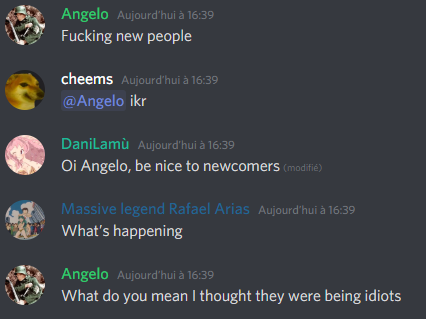 Angelo Aujourd'hui à 16:39
Fucking new people
cheems Aujourd'hui à 16:39
@Angelo ikr
DaniLamù Aujourd'hui à 16:39
Oi Angelo, be nice to newcomers (modifié)
Massive legend Rafael Arias Aujourd'hui à 16:39
What's happening
Angelo Aujourd'hui à 16:39
What do you mean I thought they were being idiots